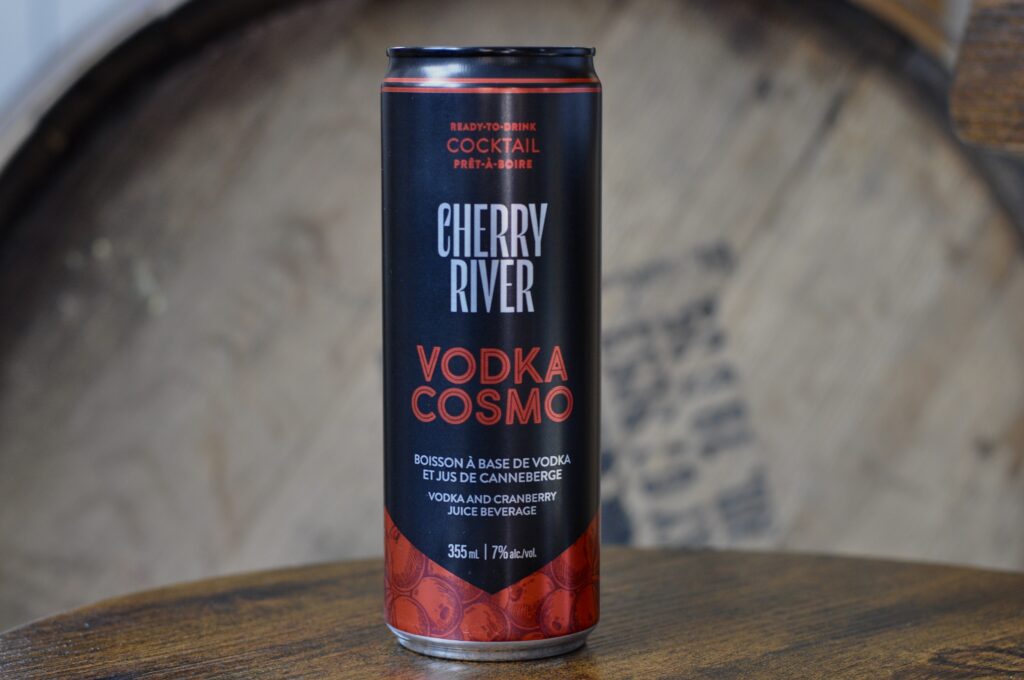 READY-TO-DRINK
COCKTAIL
PRÊT-À-BOIRE
CHERRY
RIVER
VODKA
COSMO
BOISSON À BASE DE VODKA
ET JUS DE CANNEBERGE
VODKA AND CRANBERRY
JUICE BEVERAGE
355 mL | 7% alc./vol.